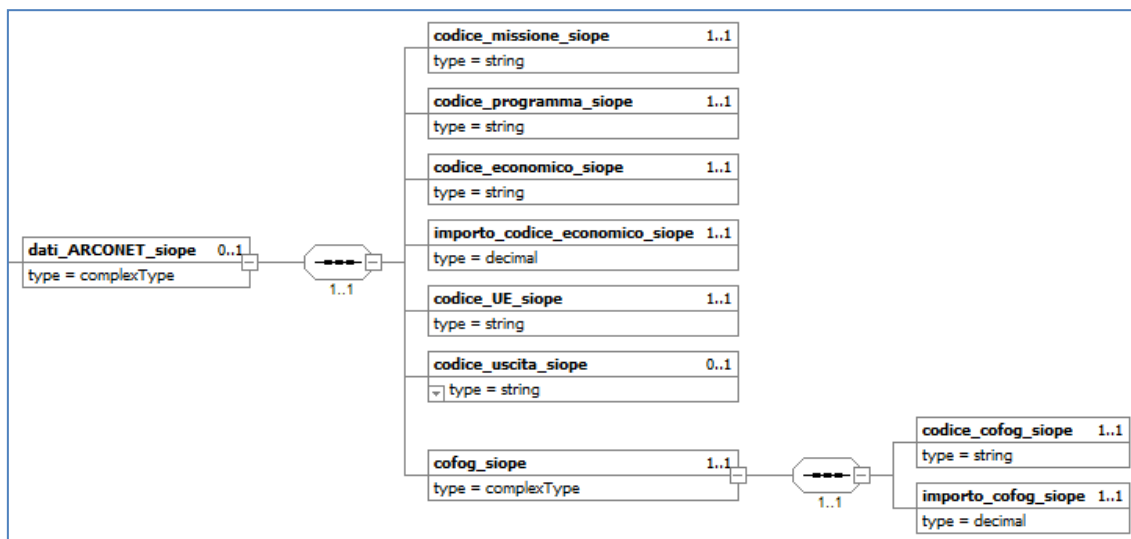 codice_missione_siope 1..1
type = string
codice_programma_siope 1..1
type = string
codice_economico_siope 1..1
type = string
importo_codice_economico_siope 1..1
type = decimal
dati_ARCONET_siope 0..1
type = complexType
1..1
codice_UE_siope 1..1
type = string
codice_uscita_siope 0..1
type = string
cofog_siope 1..1
type = complexType
1..1
codice_cofog_siope 1..1
type = string
importo_cofog_siope 1..1
type = decimal